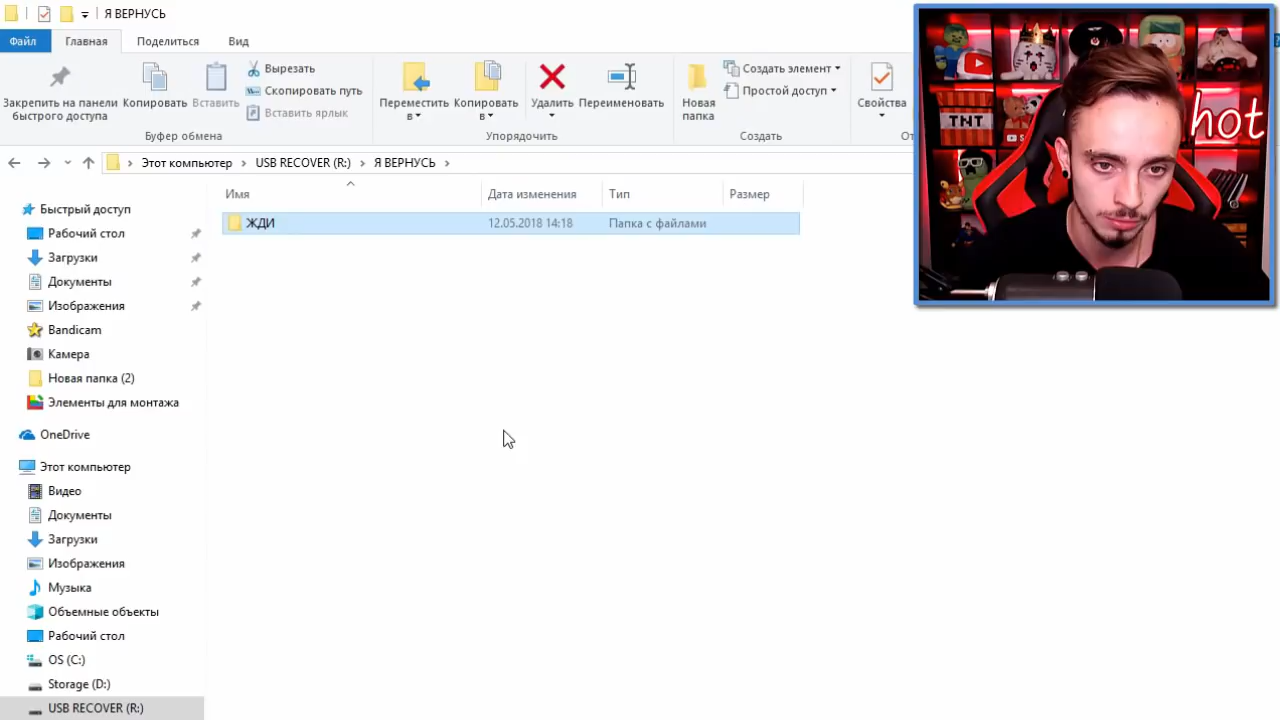 Я ВЕРНУСЬ
Файл Главная Поделиться Вид
Закрепить на панели быстрого доступа
Копировать
Вставить
Вырезать
Скопировать путь
Вставить ярлык
Буфер обмена
Переместить в
Копировать в
Удалить
Переименовать
Упорядочить
Новая папка
Создать элемент
Простой доступ
Создать
Свойства
От
Этот компьютер USB RECOVER (R:) Я ВЕРНУСЬ
Имя Дата изменения Тип Размер
ЖДИ 12.05.2018 14:18 Папка с файлами
Быстрый доступ
Рабочий стол
Загрузки
Документы
Изображения
Bandicam
Камера
Новая папка (2)
Элементы для монтажа
OneDrive
Этот компьютер
Видео
Документы
Загрузки
Изображения
Музыка
Объемные объекты
Рабочий стол
OS (C:)
Storage (D:)
USB RECOVER (R:)
TNT
hot